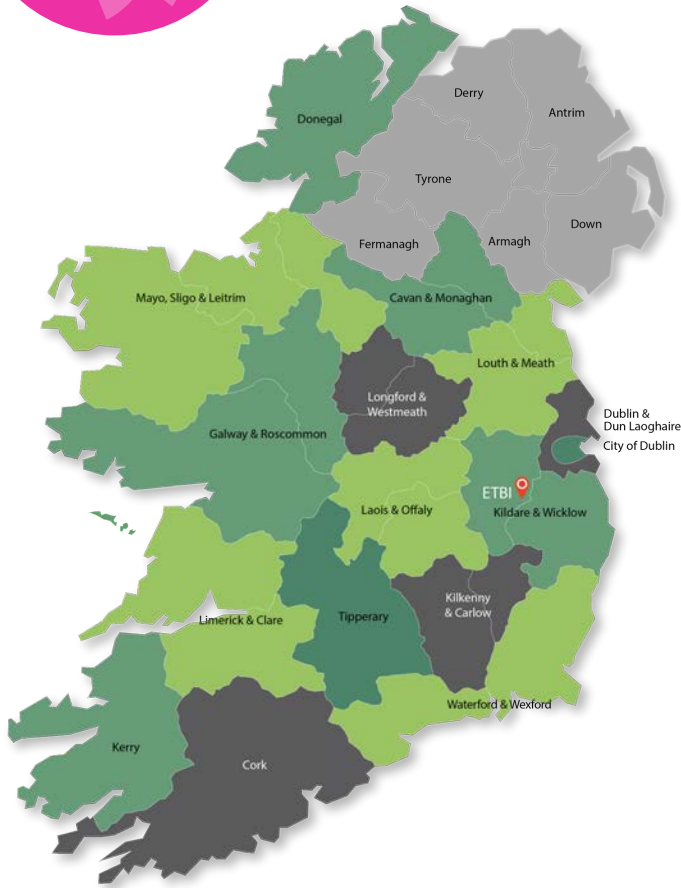 Derry
Antrim
Donegal
Tyrone
Down
Fermanagh
Armagh
Mayo, Sligo & Leitrim
Cavan & Monaghan
Louth & Meath
Longford &
Westmeath
Dublin &
Dun Laoghaire
City of Dublin
Galway & Roscommon
ETBI
Kildare & Wicklow
Laois & Offaly
Kilkenny
& Carlow
Limerick & Clare
Tipperary
Waterford & Wexford
Kerry
Cork